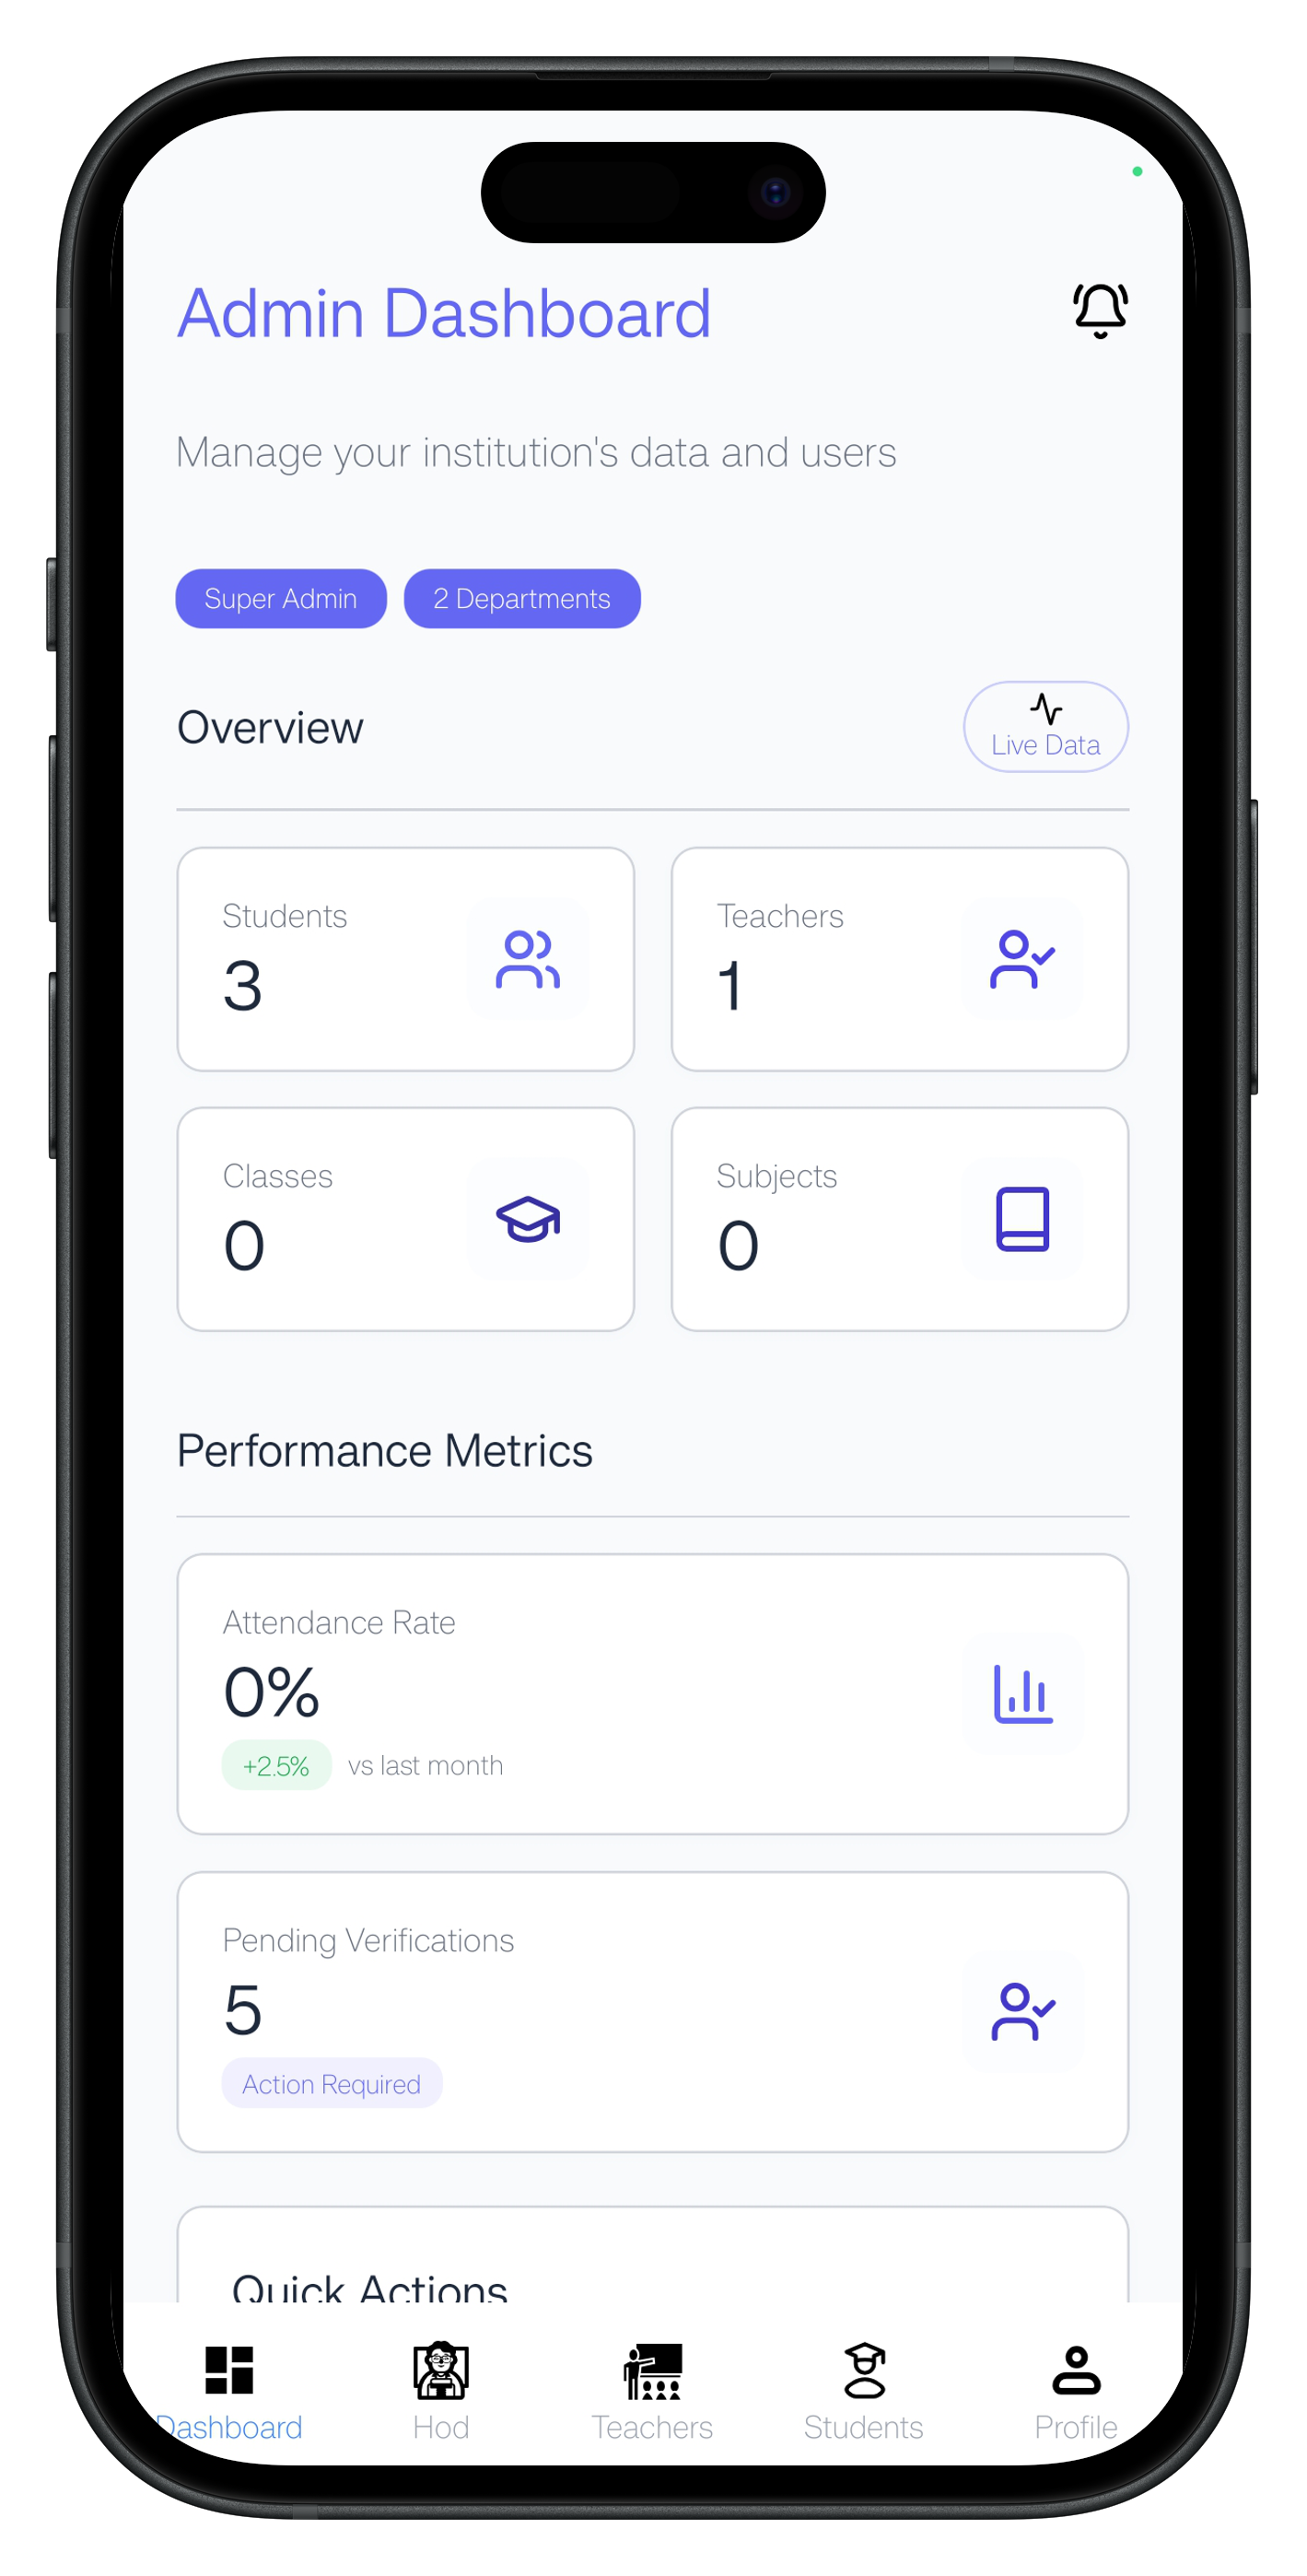 Admin Dashboard
Manage your institution's data and users
Super Admin
2 Departments
Overview
Live Data
Students
3
Teachers
1
Classes
0
Subjects
0
Performance Metrics
Attendance Rate
0%
+2.5% vs last month
Pending Verifications
5
Action Required
Quick Actions
Dashboard
Hod
Teachers
Students
Profile